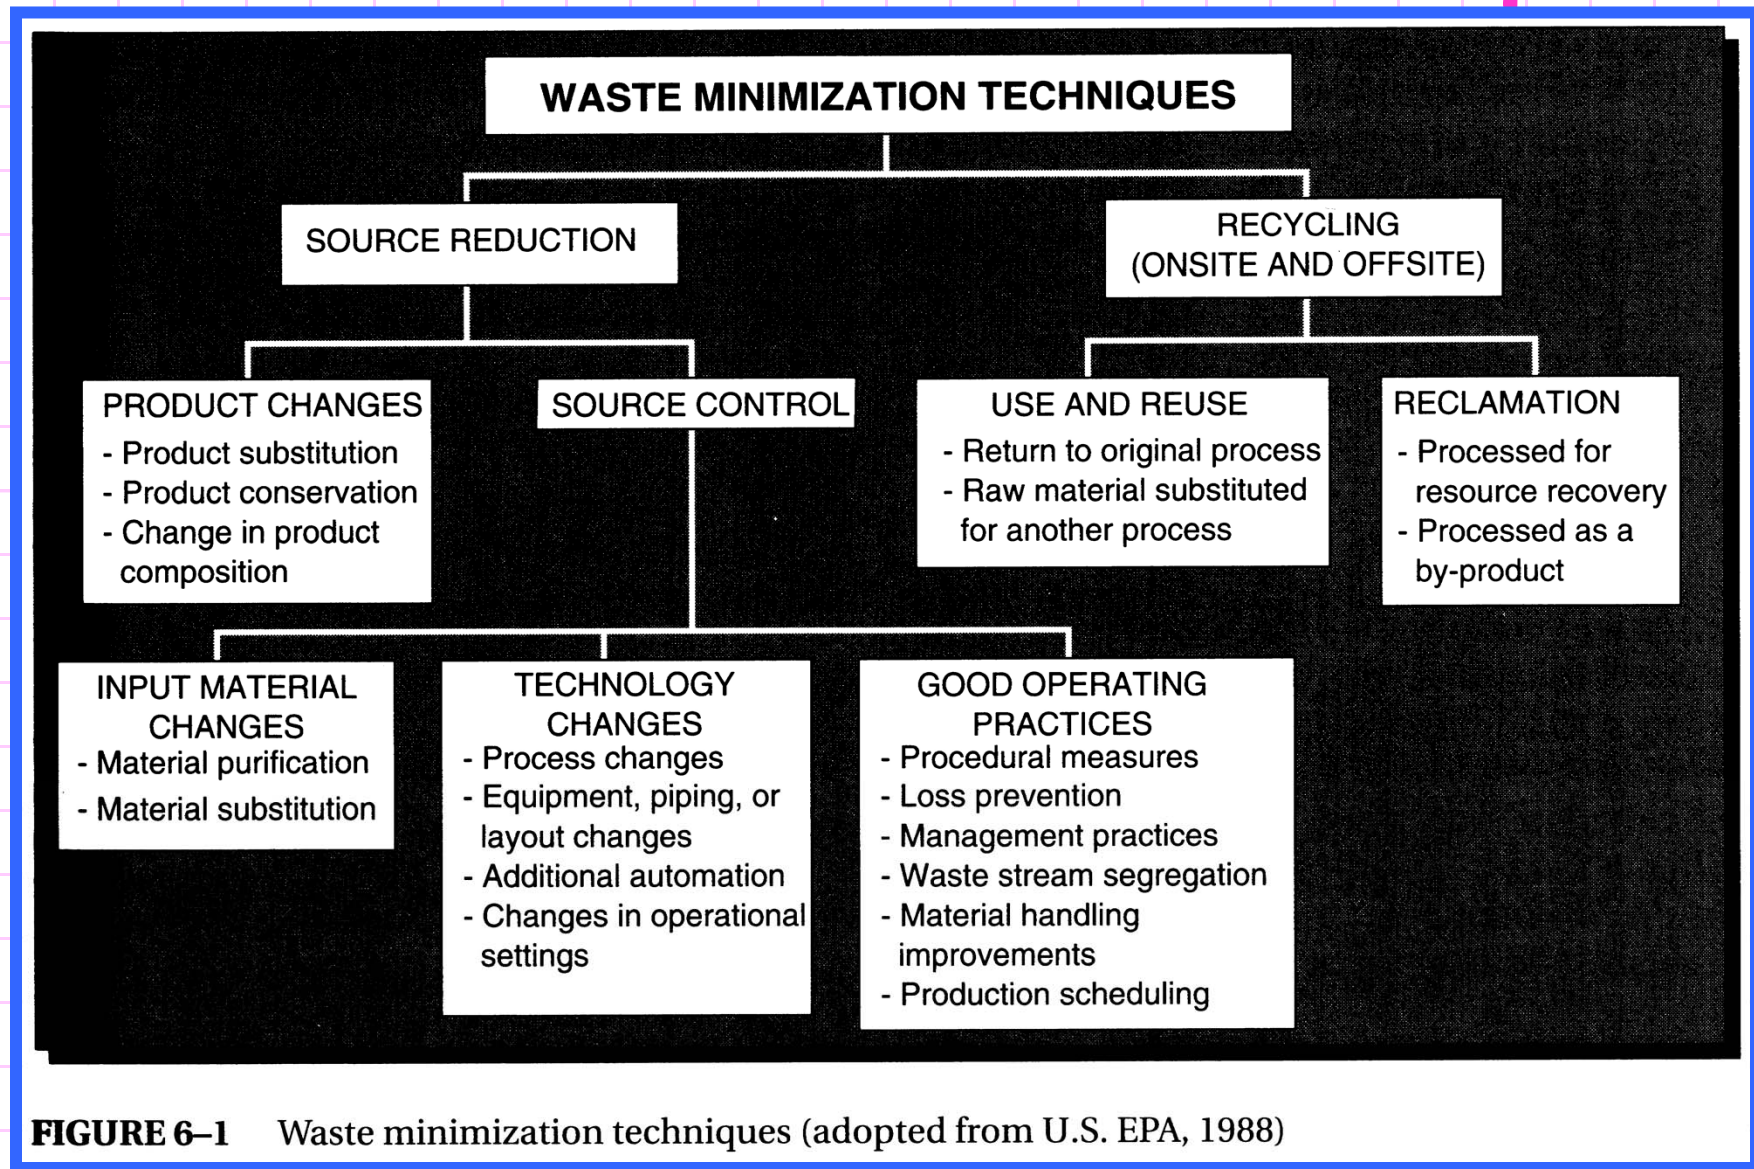 WASTE MINIMIZATION TECHNIQUES
SOURCE REDUCTION
RECYCLING
(ONSITE AND OFFSITE)
PRODUCT CHANGES
- Product substitution
- Product conservation
- Change in product
composition
SOURCE CONTROL
USE AND REUSE
- Return to original process
- Raw material substituted
for another process
RECLAMATION
- Processed for
resource recovery
- Processed as a
by-product
INPUT MATERIAL
CHANGES
- Material purification
- Material substitution
TECHNOLOGY
CHANGES
- Process changes
- Equipment, piping, or
layout changes
- Additional automation
- Changes in operational
settings
GOOD OPERATING
PRACTICES
- Procedural measures
- Loss prevention
- Management practices
- Waste stream segregation
- Material handling
improvements
- Production scheduling
FIGURE 6–1 Waste minimization techniques (adopted from U.S. EPA, 1988)